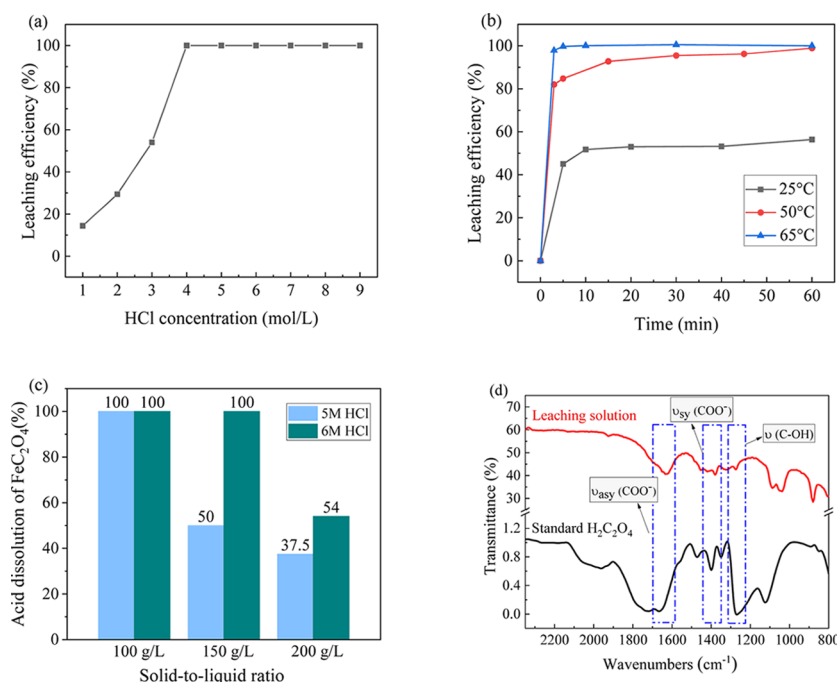 (a)
100
80
60
40
20
0
Leaching efficiency (%)
1 2 3 4 5 6 7 8 9
HCl concentration (mol/L)
(b)
100
80
60
40
20
0
Leaching efficiency (%)
25°C
50°C
65°C
0 10 20 30 40 50 60
Time (min)
(c)
100 100 100
5M HCl
6M HCl
100
80
60
40
20
0
50
54
37.5
Acid dissolution of FeC₂O₄(%)
100 g/L 150 g/L 200 g/L
Solid-to-liquid ratio
(d)
υsy (COO⁻)
Leaching solution
υ (C-OH)
70
60
50
40
30
υasy (COO⁻)
Standard H₂C₂O₄
1.2
0.8
0.4
0.0
Transmittance (%)
2200 2000 1800 1600 1400 1200 1000 800
Wavenumbers (cm⁻¹)